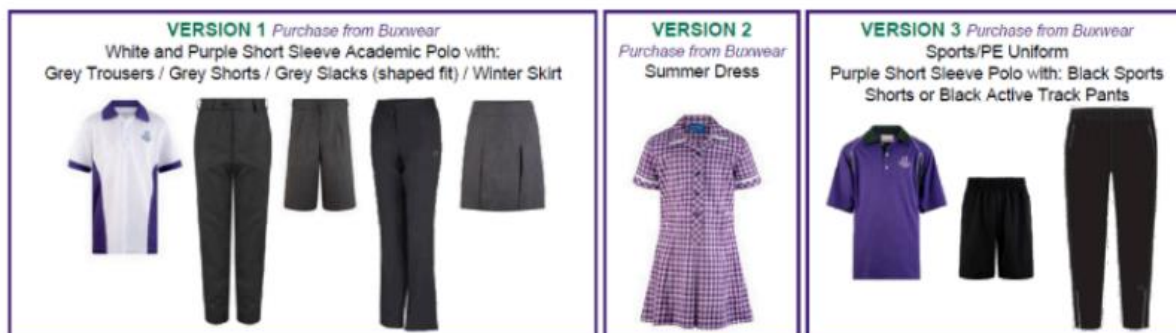 VERSION 1 Purchase from Buxwear
White and Purple Short Sleeve Academic Polo with:
Grey Trousers / Grey Shorts / Grey Slacks (shaped fit) / Winter Skirt
VERSION 2
Purchase from Buxwear
Summer Dress
VERSION 3 Purchase from Buxwear
Sports/PE Uniform
Purple Short Sleeve Polo with: Black Sports
Shorts or Black Active Track Pants